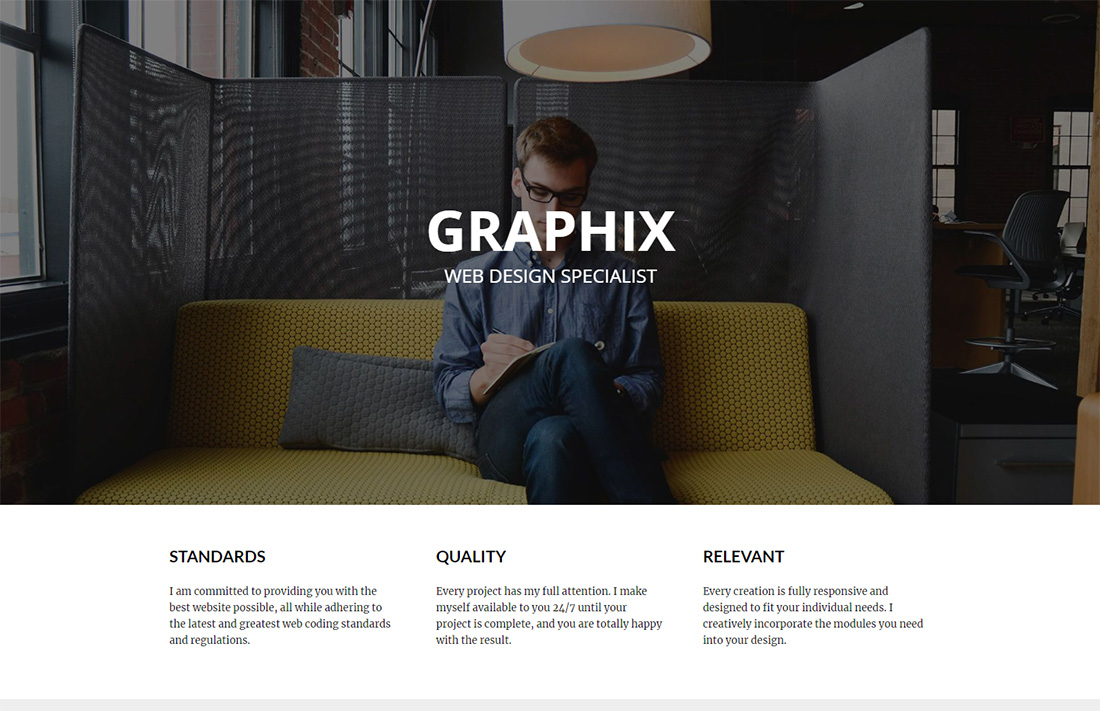 GRAPHIX
WEB DESIGN SPECIALIST
STANDARDS
I am committed to providing you with the
best website possible, all while adhering to
the latest and greatest web coding standards
and regulations.
QUALITY
Every project has my full attention. I make
myself available to you 24/7 until your
project is complete, and you are totally happy
with the result.
RELEVANT
Every creation is fully responsive and
designed to fit your individual needs. I
creatively incorporate the modules you need
into your design.